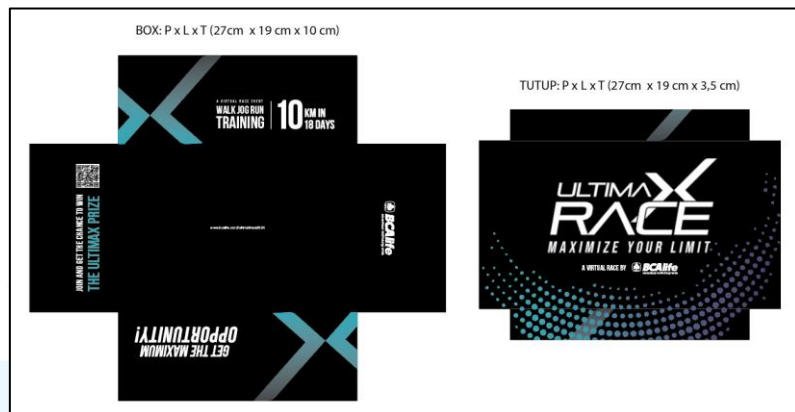 BOX: P x L x T (27cm x 19 cm x 10 cm)
A VIRTUAL RACE EVENT
WALK JOG RUN
TRAINING
10
KM IN
18 DAYS
JOIN AND GET THE CHANCE TO WIN
THE ULTIMAX PRIZE
BCAlife
GET THE MAXIMUM
OPPORTUNITY!
TUTUP: P x L x T (27cm x 19 cm x 3,5 cm)
ULTIMAX
RACE
MAXIMIZE YOUR LIMIT
A VIRTUAL RACE BY BCAlife